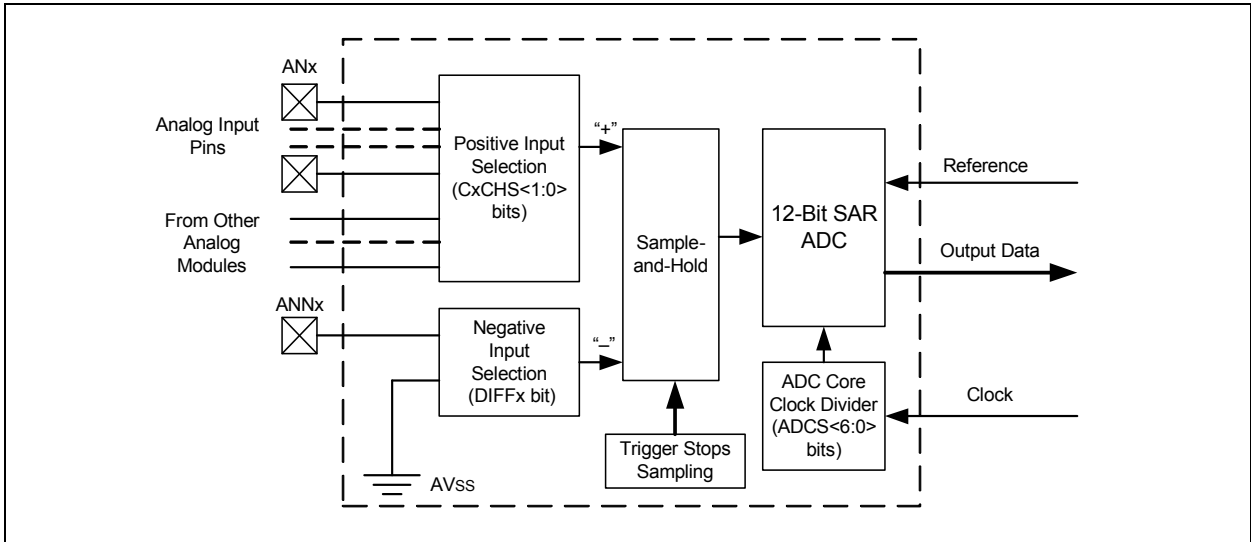 ANx
Analog Input
Pins
From Other
Analog
Modules
ANNx
Positive Input
Selection
(CxCHS<1:0>
bits)
"+"
Negative
Input
Selection
(DIFFx bit)
"–"
AVSS
Sample-
and-Hold
Trigger Stops
Sampling
12-Bit SAR
ADC
ADC Core
Clock Divider
(ADCS<6:0>
bits)
Reference
Output Data
Clock